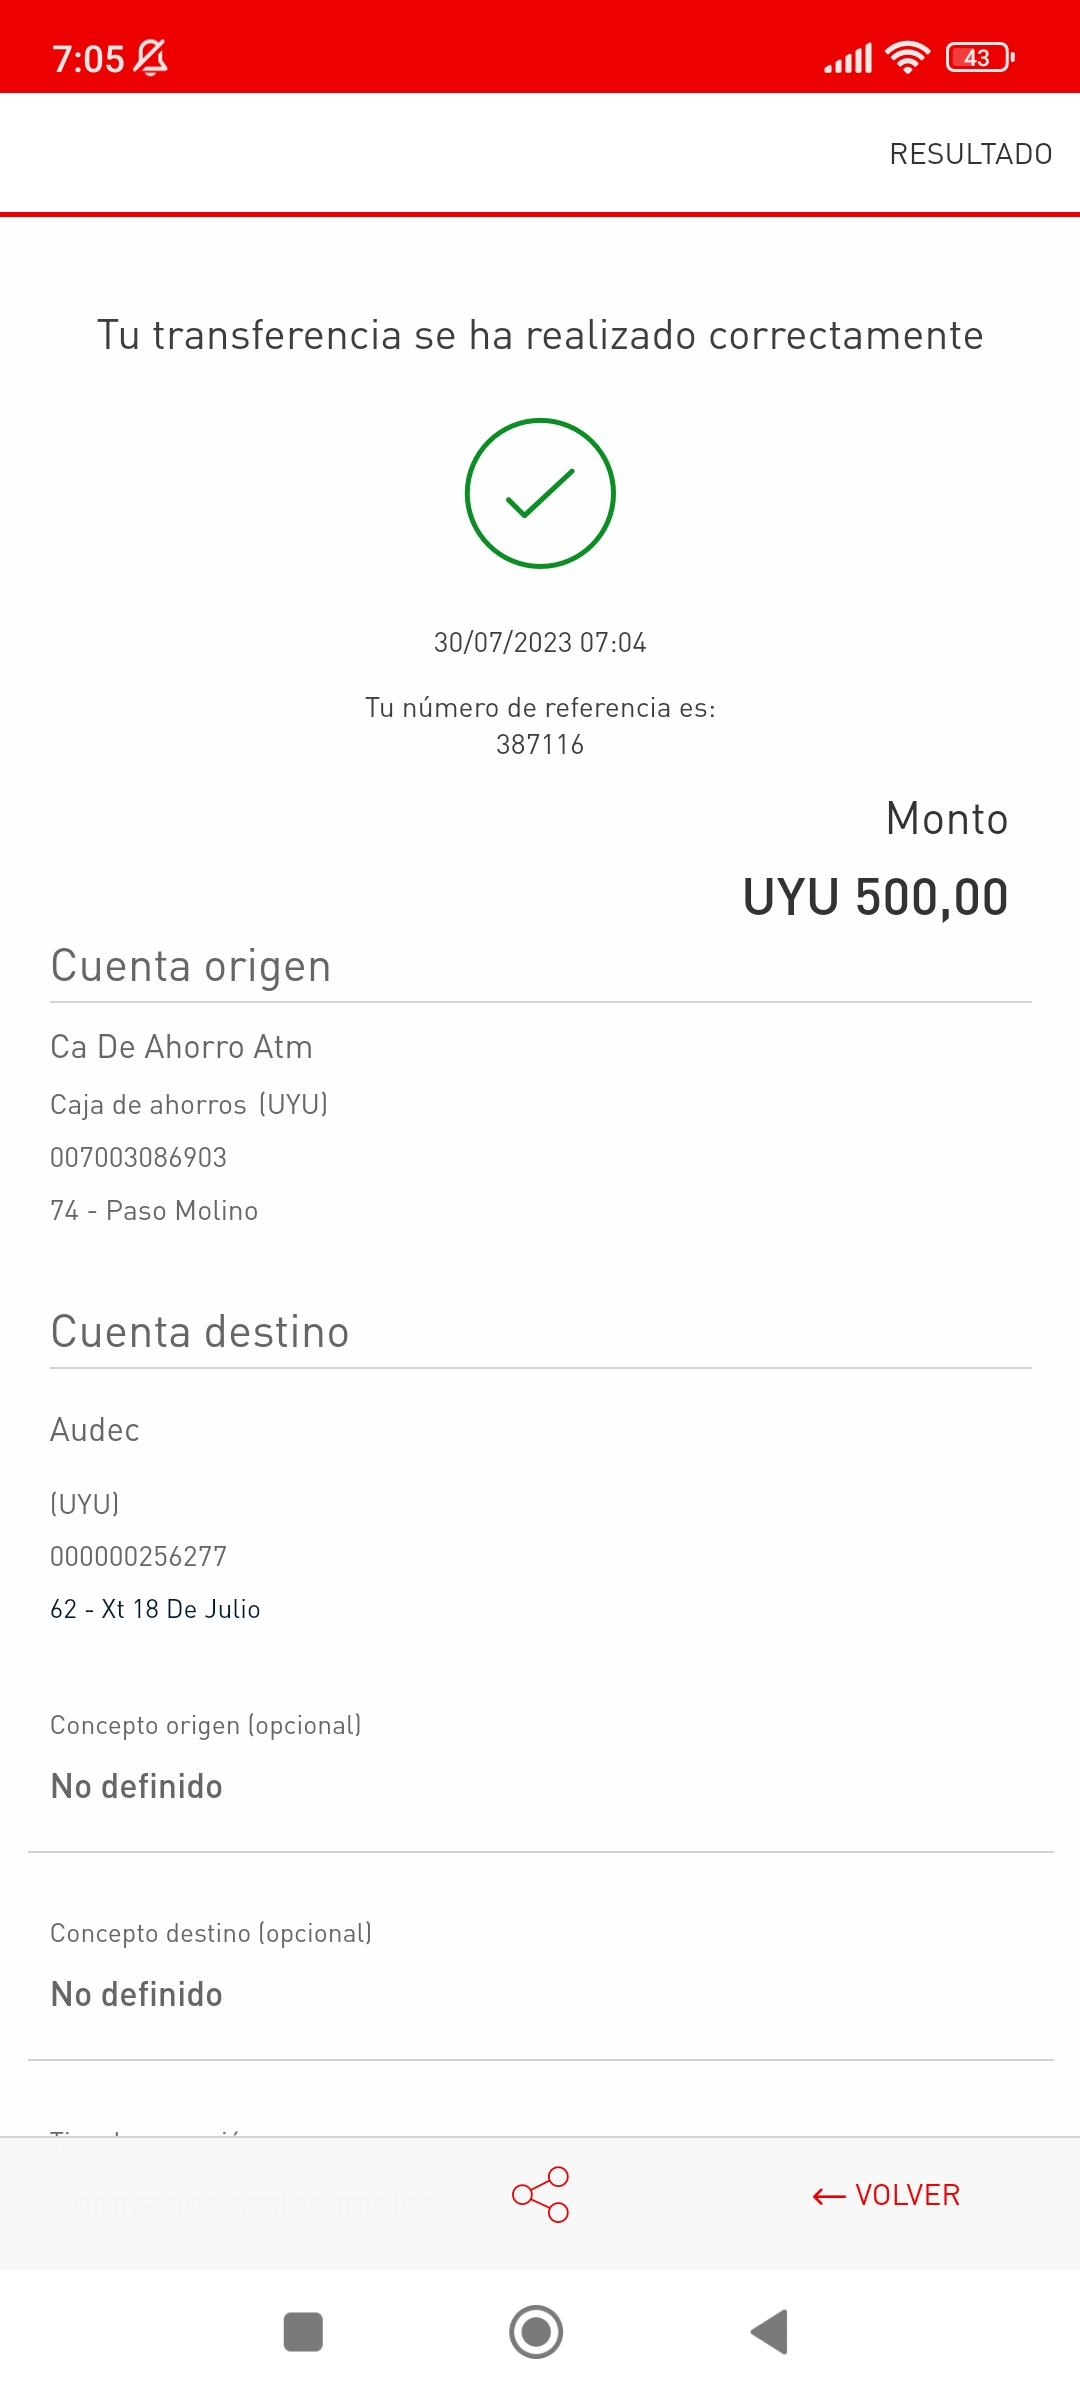 7:05
43
RESULTADO
Tu transferencia se ha realizado correctamente
30/07/2023 07:04
Tu número de referencia es:
387116
Monto
UYU 500,00
Cuenta origen
Ca De Ahorro Atm
Caja de ahorros (UYU)
007003086903
74 - Paso Molino
Cuenta destino
Audec
(UYU)
000000256277
62 - Xt 18 De Julio
Concepto origen (opcional)
No definido
Concepto destino (opcional)
No definido
Honorarios profesionales
← VOLVER